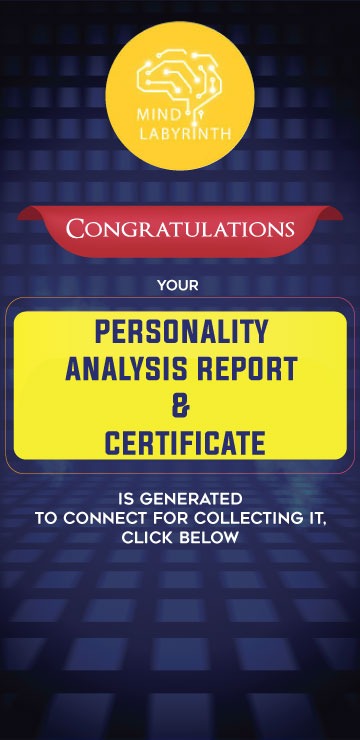 MIND
LABYRINTH
CONGRATULATIONS
YOUR
PERSONALITY
ANALYSIS REPORT
&
CERTIFICATE
IS GENERATED
TO CONNECT FOR COLLECTING IT,
CLICK BELOW